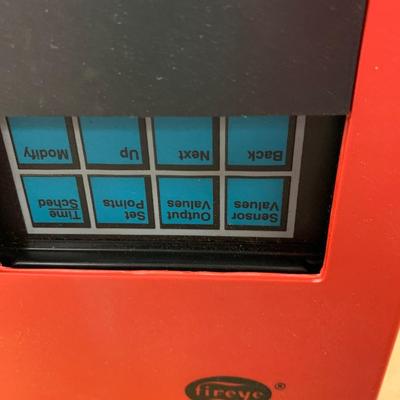 Sensor
Values
Output
Values
Set
Points
Time
Sched
Back
Next
Up
Modify
fireye ®